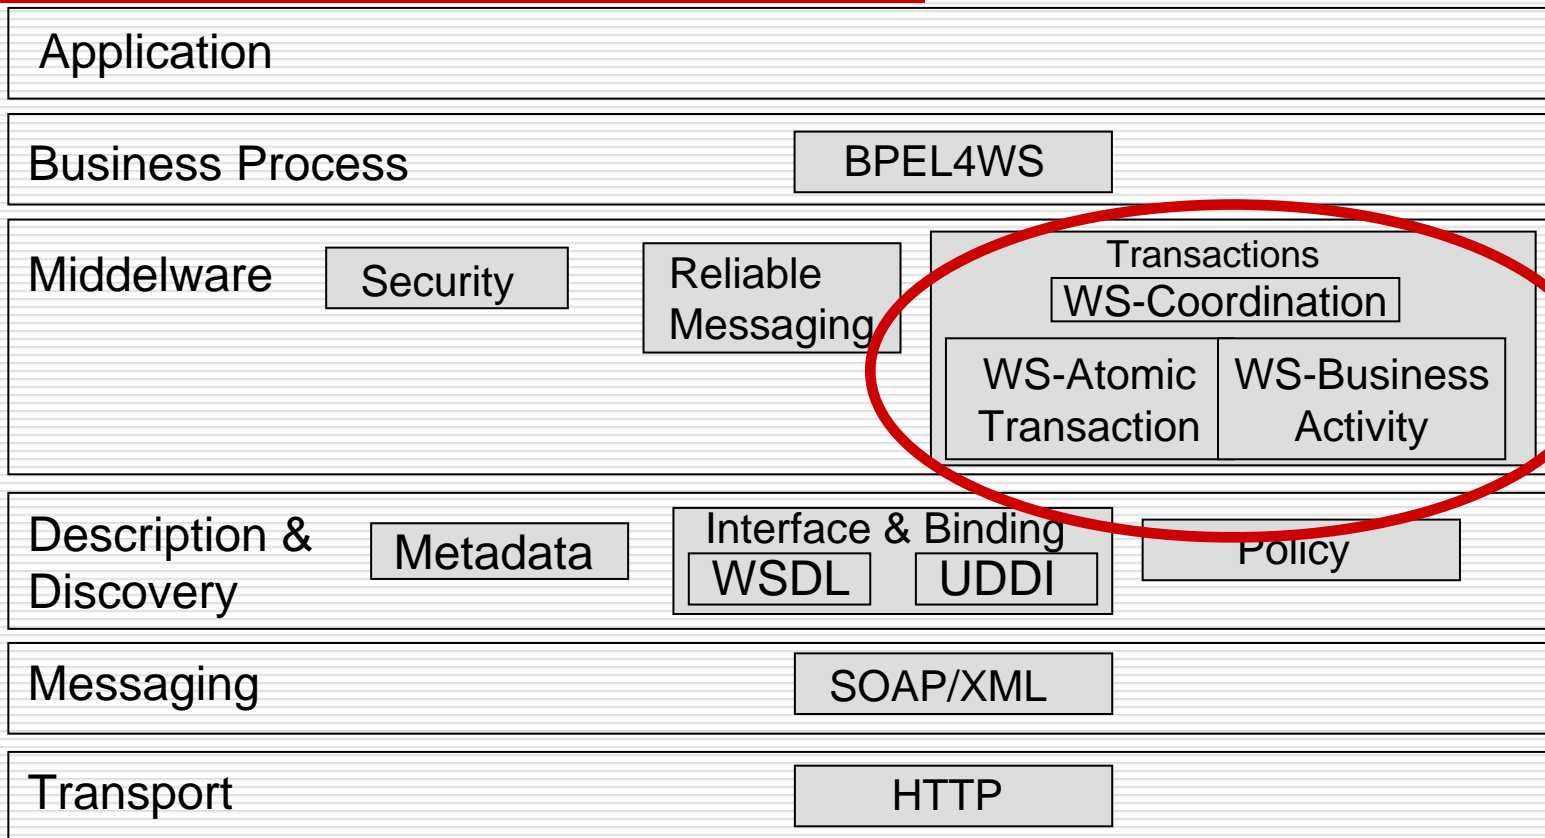 Application
Business Process
BPEL4WS
Middelware
Security
Reliable
Messaging
Transactions
WS-Coordination
WS-Atomic
Transaction
WS-Business
Activity
Description &
Discovery
Metadata
Interface & Binding
WSDL
UDDI
Policy
Messaging
SOAP/XML
Transport
HTTP